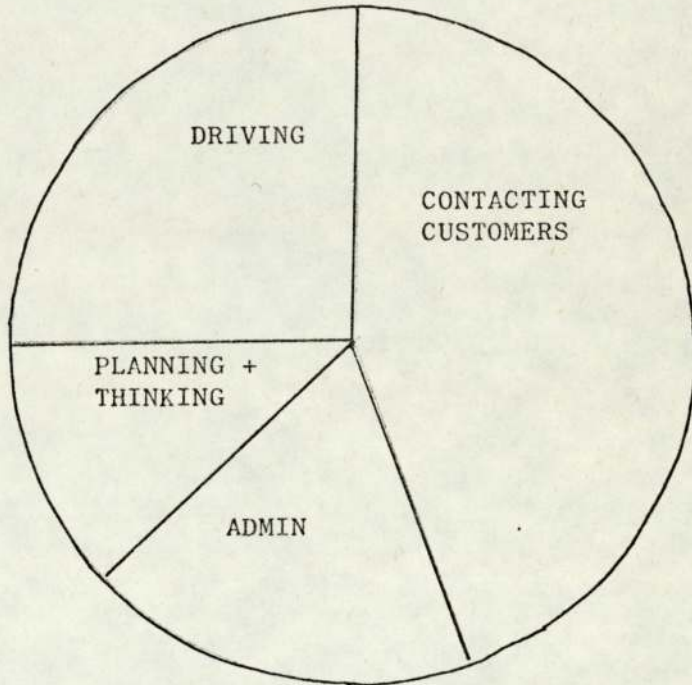 DRIVING
CONTACTING
CUSTOMERS
PLANNING +
THINKING
ADMIN